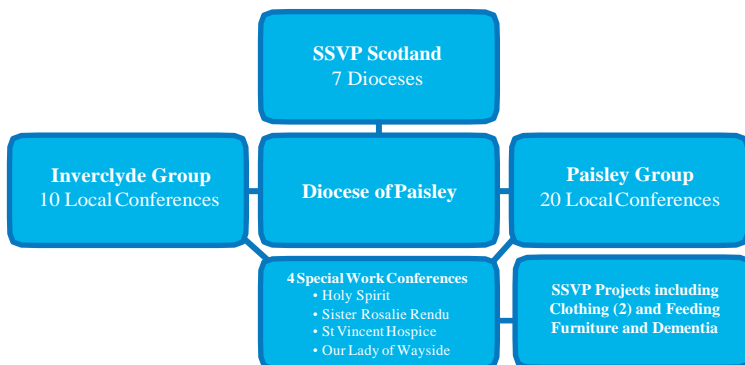 SSVP Scotland
7 Dioceses
Inverclyde Group
10 Local Conferences
Diocese of Paisley
Paisley Group
20 Local Conferences
4 Special Work Conferences
• Holy Spirit
• Sister Rosalie Rendu
• St Vincent Hospice
• Our Lady of Wayside
SSVP Projects including
Clothing (2) and Feeding
Furniture and Dementia